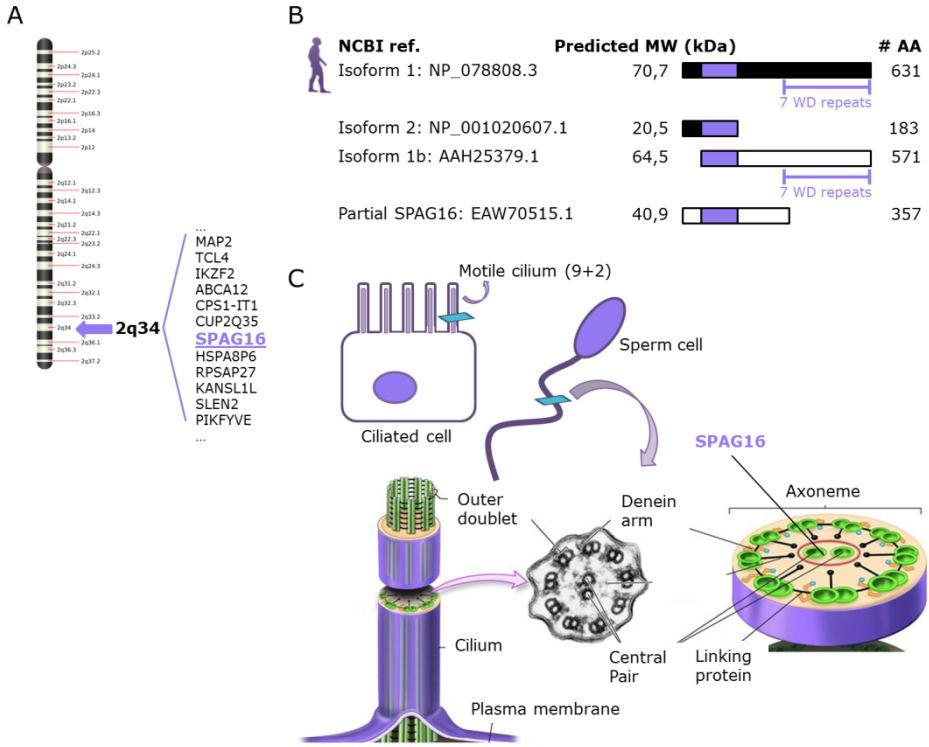 A
2p25.2
2p24.3
2p24.1
2p23.2
2p22.3
2p22.1
2p16.3
2p16.1
2p14
2p13.2
2p12
2q12.1
2q12.3
2q14.1
2q14.3
2q21.2
2q22.1
2q22.3
2q23.2
2q24.1
2q24.3
2q31.2
2q32.1
2q32.3
2q33.2
2q34
2q36.1
2q36.3
2q37.2
2q34
...
MAP2
TCL4
IKZF2
ABCA12
CPS1-IT1
CUP2Q35
SPAG16
HSPA8P6
RPSAP27
KANSL1L
SLEN2
PIKFYVE
...
B
NCBI ref. Predicted MW (kDa) # AA
Isoform 1: NP_078808.3 70,7 631
7 WD repeats
Isoform 2: NP_001020607.1 20,5 183
Isoform 1b: AAH25379.1 64,5 571
7 WD repeats
Partial SPAG16: EAW70515.1 40,9 357
C
Motile cilium (9+2)
Sperm cell
Ciliated cell
SPAG16
Outer
doublet
Denein
arm
Axoneme
Cilium
Central
Pair
Linking
protein
Plasma membrane